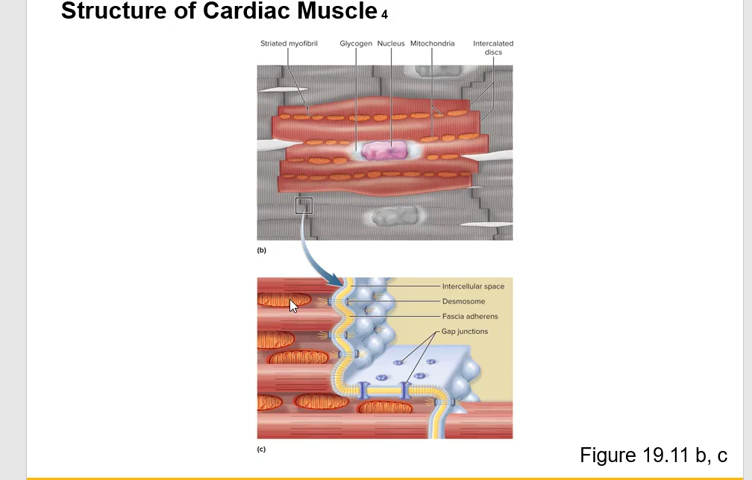 Structure of Cardiac Muscle 4
Striated myofibril Glycogen Nucleus Mitochondria Intercalated
discs
(b)
Intercellular space
Desmosome
Fascia adherens
Gap junctions
(c)
Figure 19.11 b, c